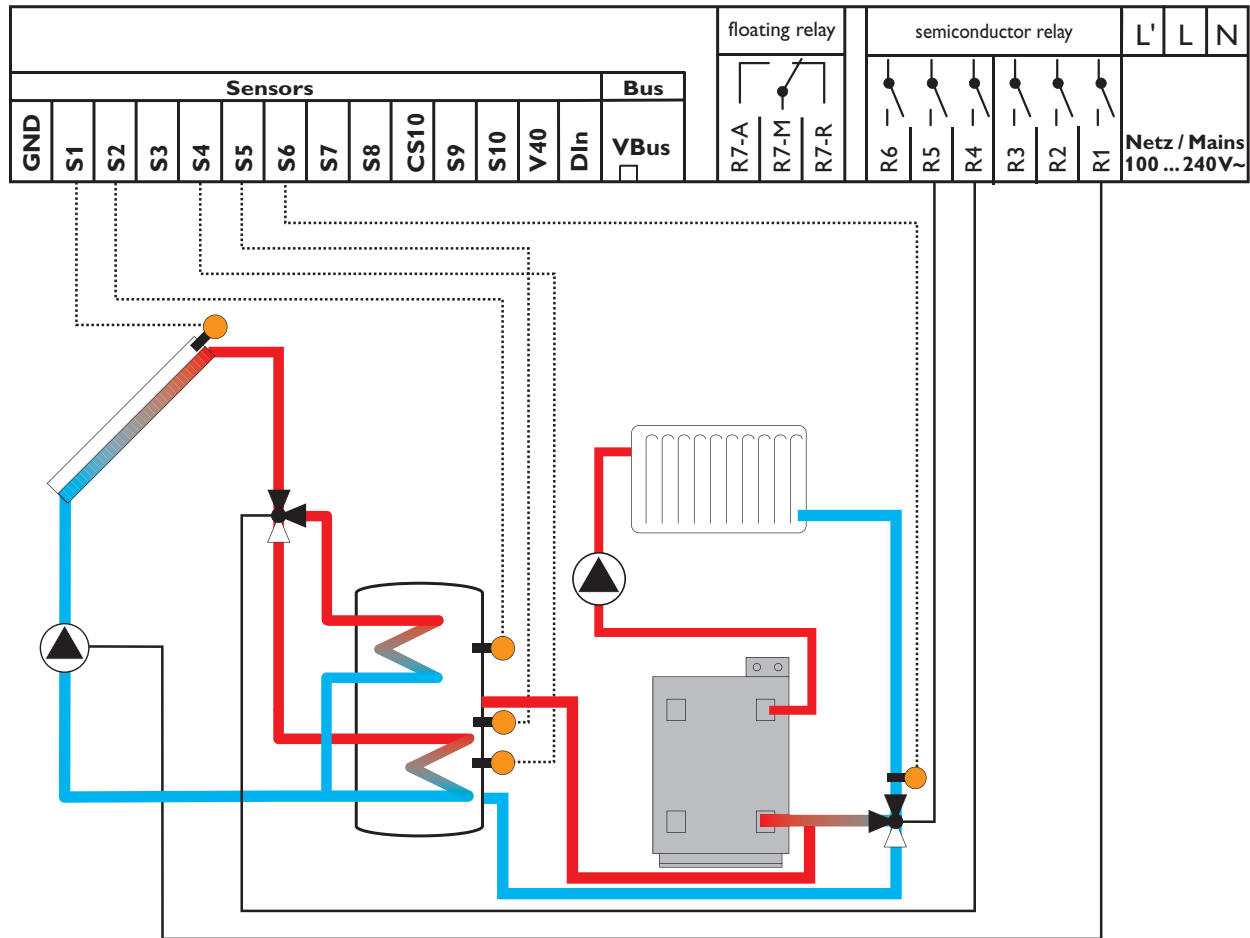 floating relay
semiconductor relay
L' L N
Sensors
Bus
GND
S1
S2
S3
S4
S5
S6
S7
S8
CS10
S9
S10
V40
DIn
VBus
R7-A
R7-M
R7-R
R6
R5
R4
R3
R2
R1
Netz / Mains
100 ... 240V~